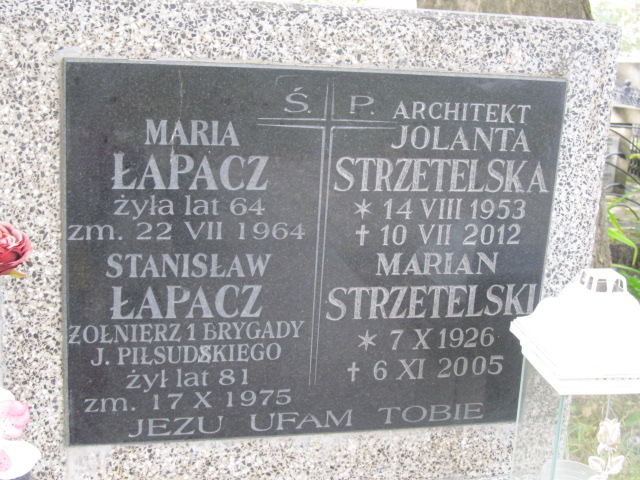 Ś. P.
MARIA
ŁAPACZ
żyła lat 64
zm. 22 VII 1964
STANISŁAW
ŁAPACZ
ŻOŁNIERZ 1 BRYGADY
J. PIŁSUDSKIEGO
żył lat 81
zm. 17 X 1975
ARCHITEKT
JOLANTA
STRZETELSKA
* 14 VIII 1953
† 10 VII 2012
MARIAN
STRZETELSKI
* 7 X 1926
† 6 XI 2005
JEZU UFAM TOBIE